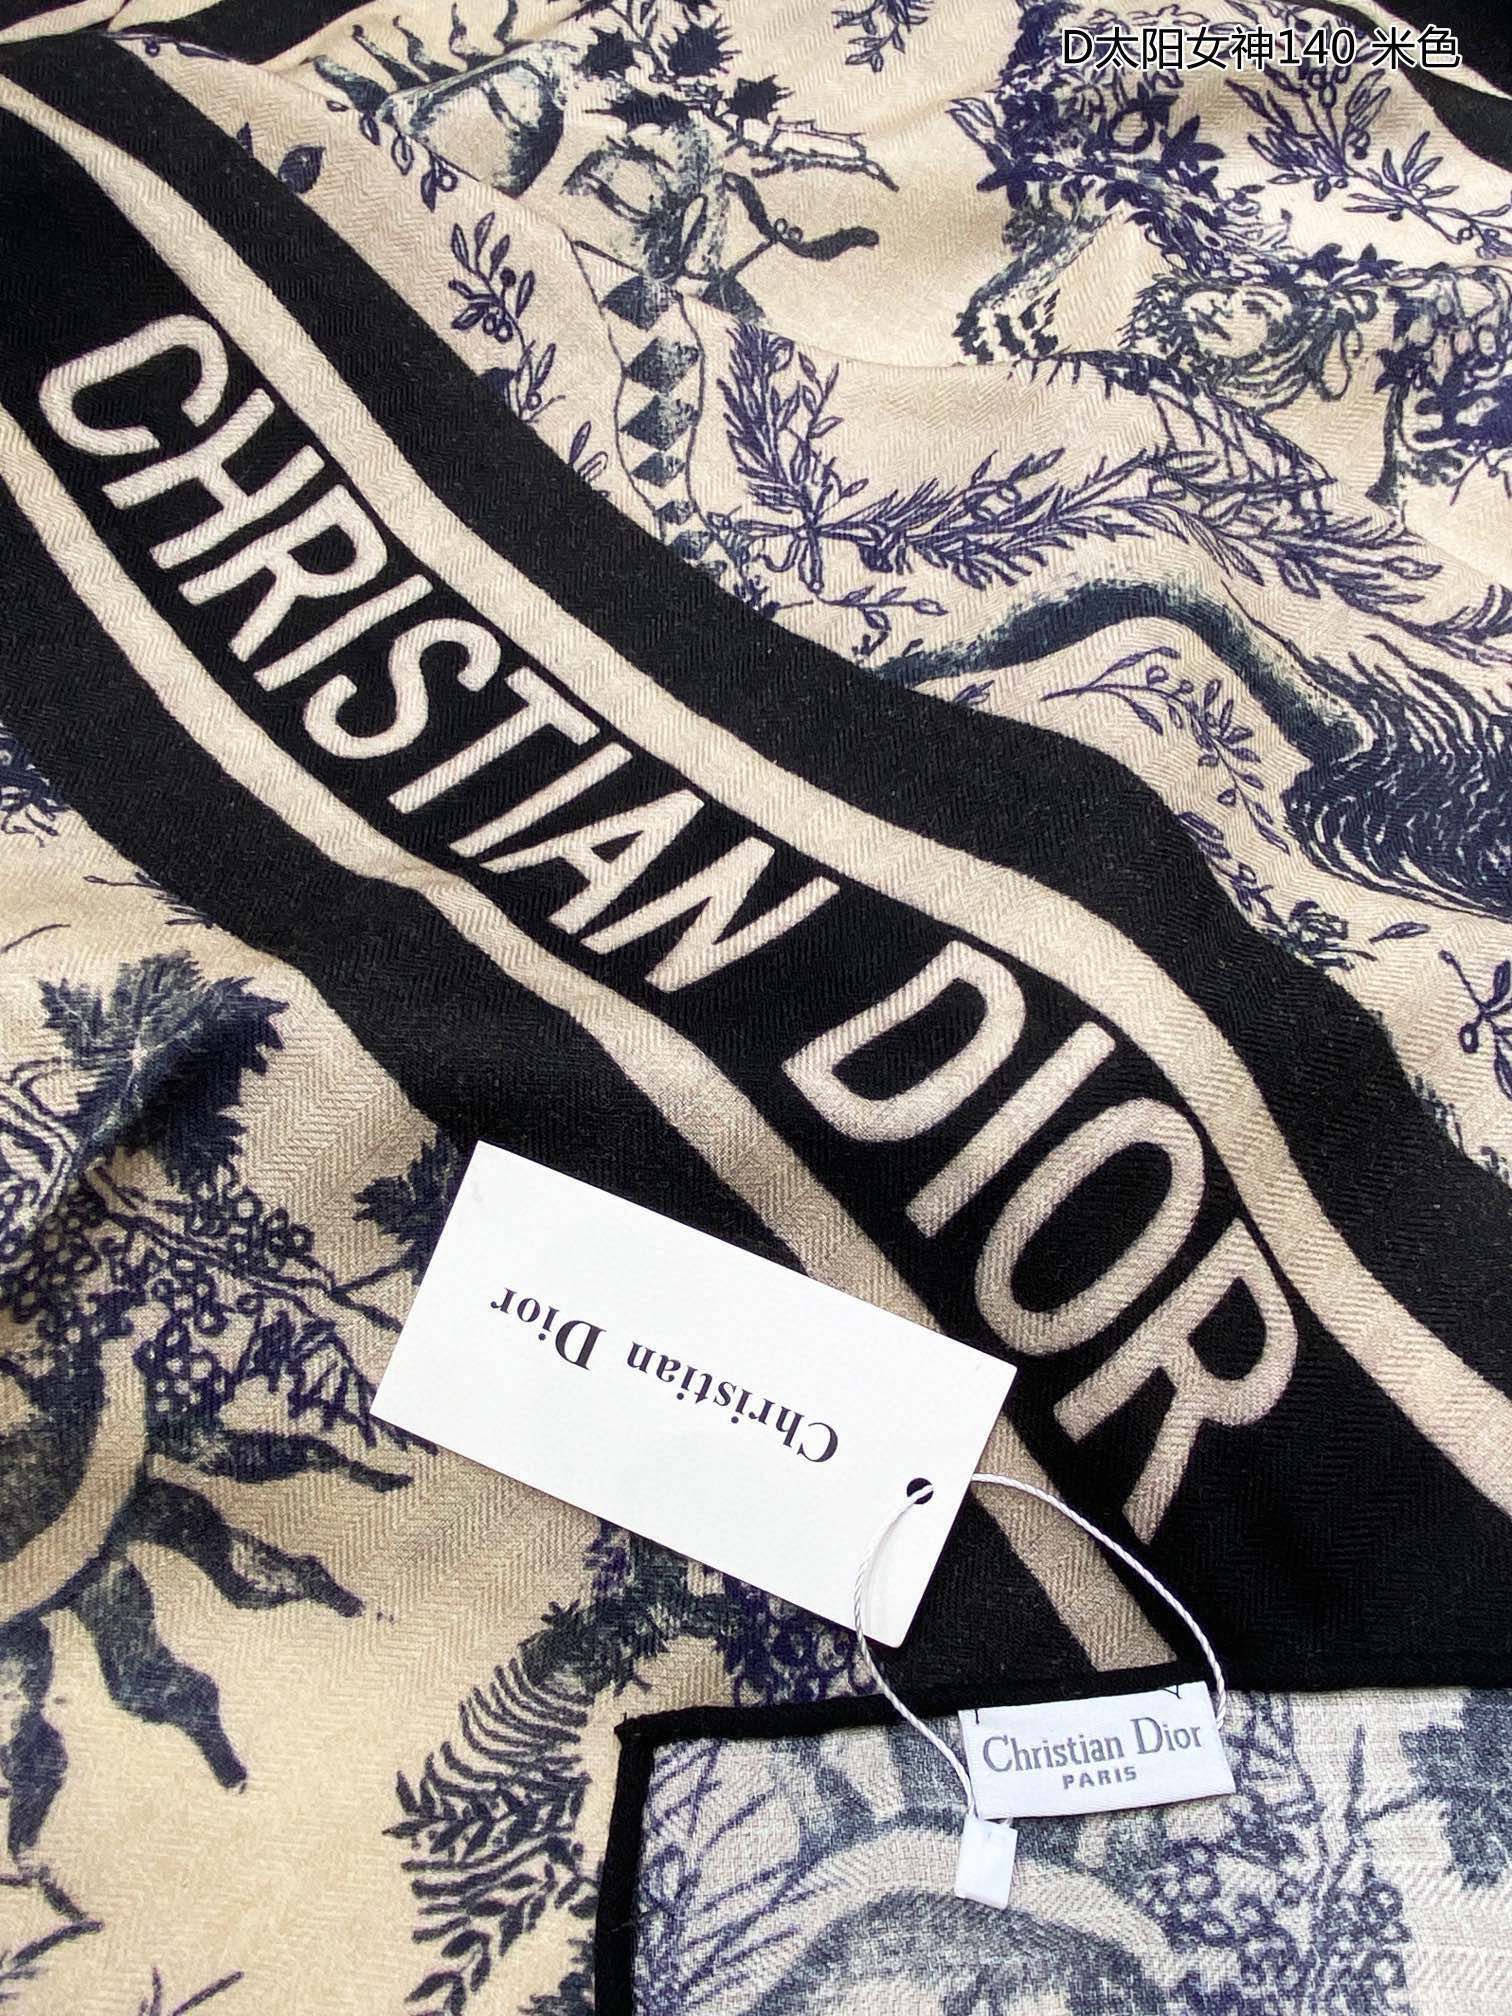 D太阳女神140 米色
CHRISTIAN DIOR
Christian Dior
Christian Dior
PARIS